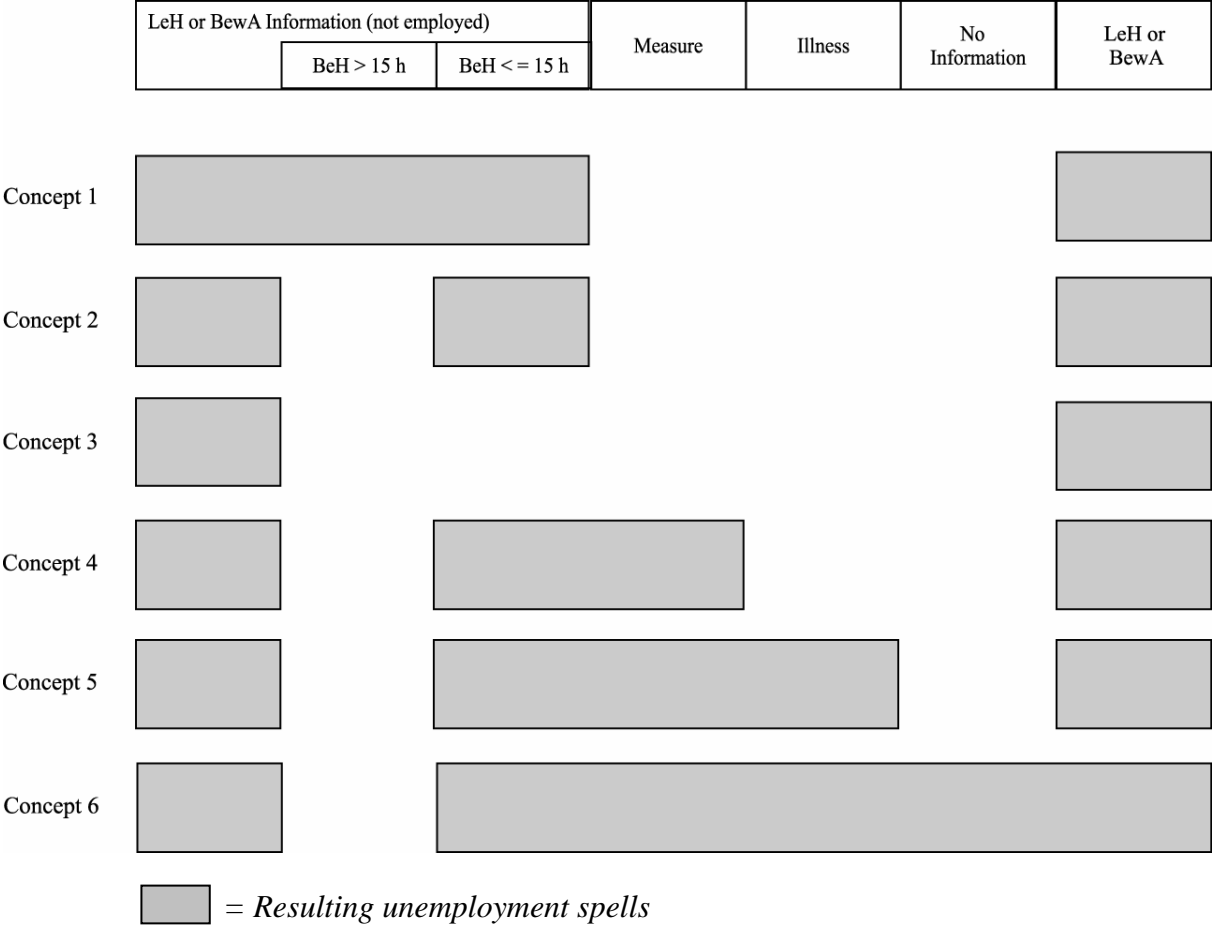 LeH or BewA Information (not employed)
BeH > 15 h
BeH < = 15 h
Measure
Illness
No
Information
LeH or
BewA
Concept 1
Concept 2
Concept 3
Concept 4
Concept 5
Concept 6
= Resulting unemployment spells